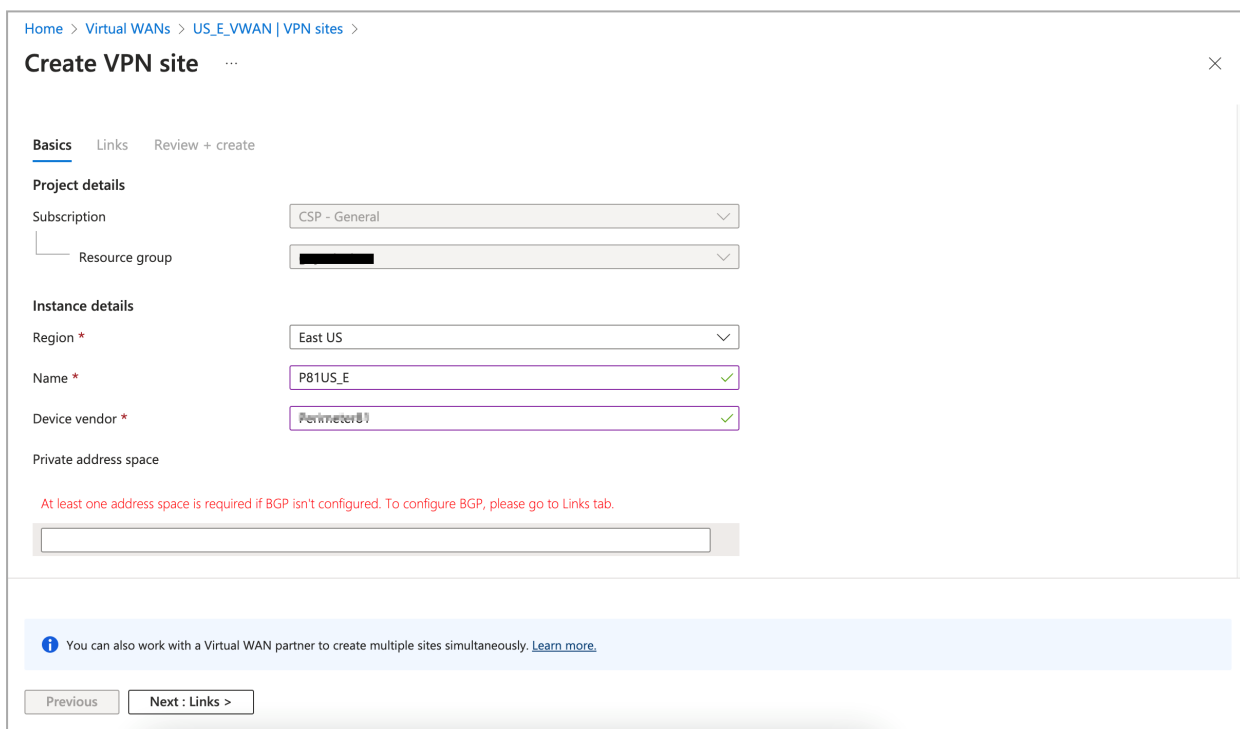 Home > Virtual WANs > US_E_VWAN | VPN sites >
Create VPN site ...
Basics Links Review + create
Project details
Subscription CSP - General
Resource group
Instance details
Region * East US
Name * P81US_E
Device vendor * Perimeter81
Private address space
At least one address space is required if BGP isn't configured. To configure BGP, please go to Links tab.
You can also work with a Virtual WAN partner to create multiple sites simultaneously. Learn more.
Previous Next : Links >